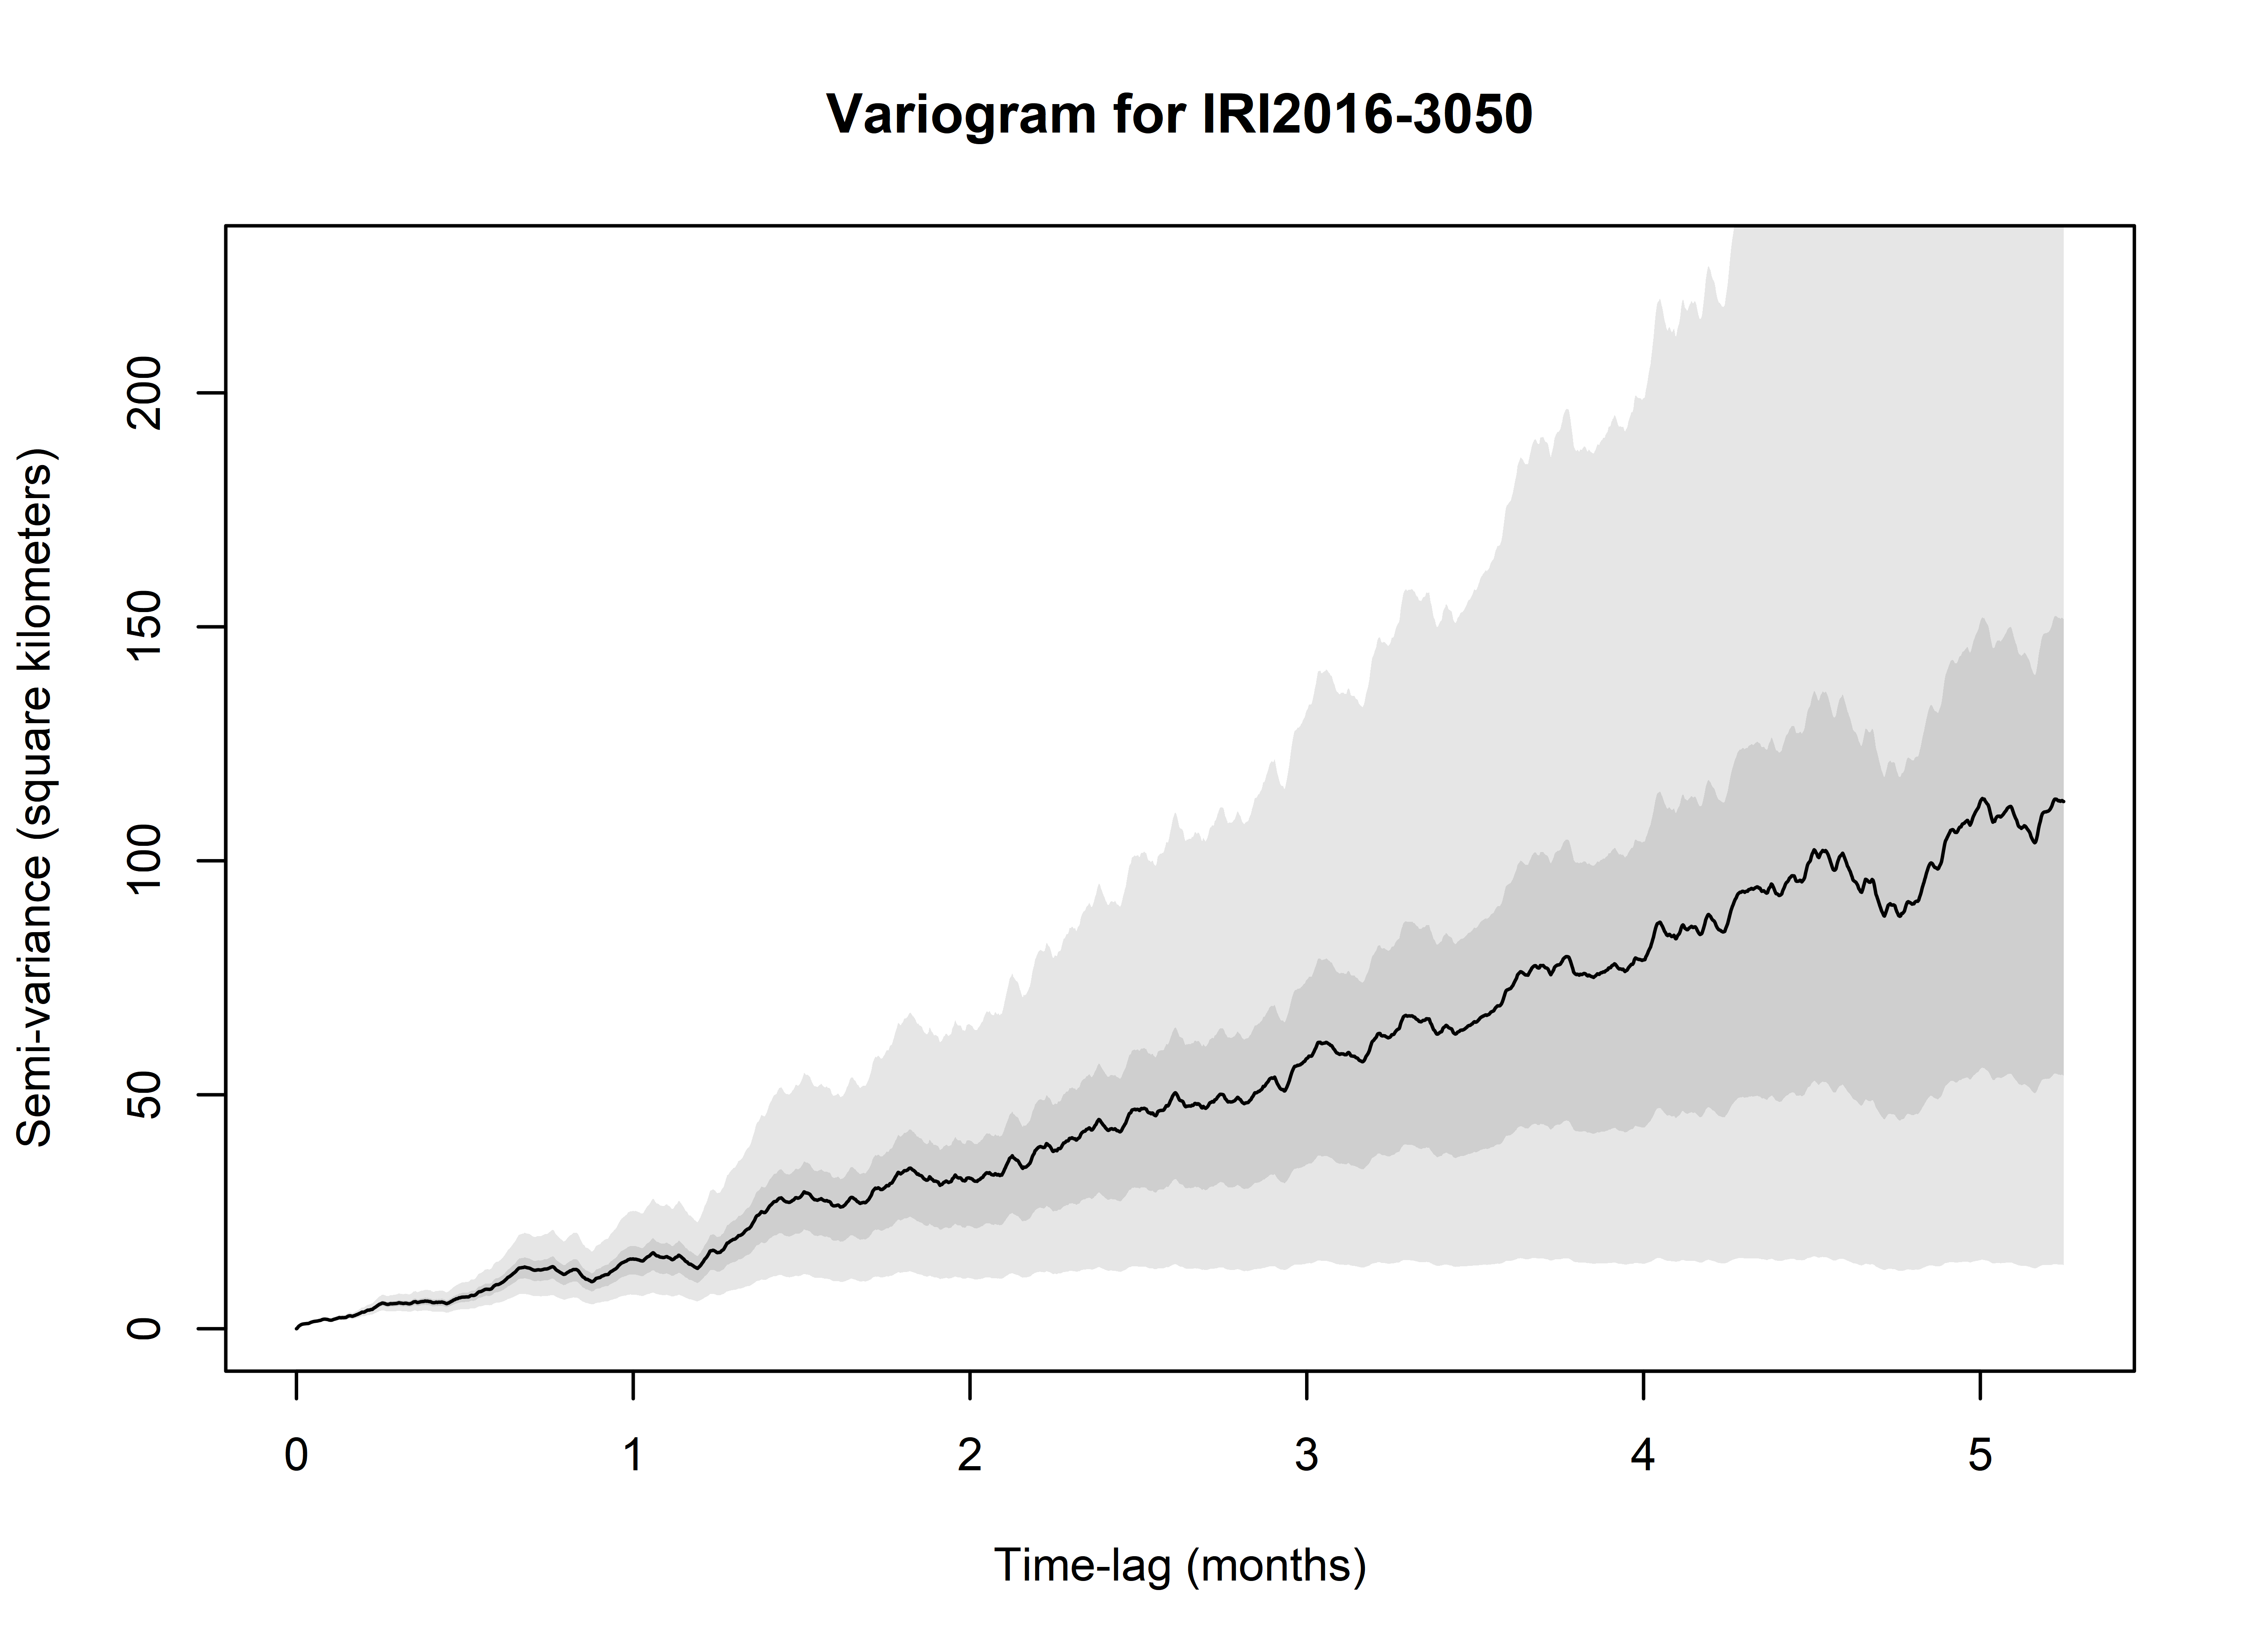 Variogram for IRI2016-3050
Semi-variance (square kilometers)
200
150
100
50
0
0 1 2 3 4 5
Time-lag (months)